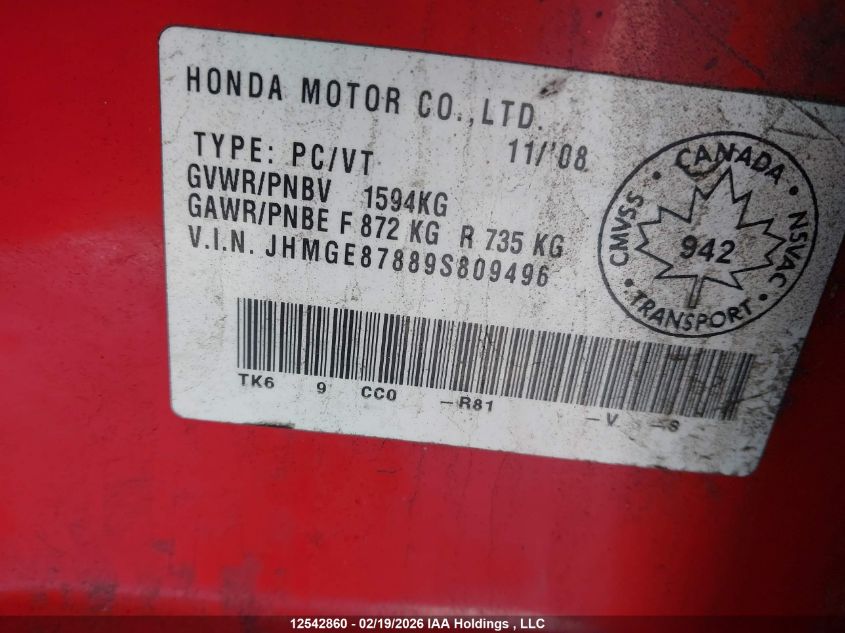 HONDA MOTOR CO.,LTD.
TYPE: PC/VT 11/'08
GVWR/PNBV 1594KG
GAWR/PNBE F 872 KG R 735 KG
V.I.N. JHMGE87889S809496
CANADA
CMVSS
942
NSVAC
TRANSPORT
TK6 9 CC0 -R81 -V -S
12542860 - 02/19/2026 IAA Holdings , LLC